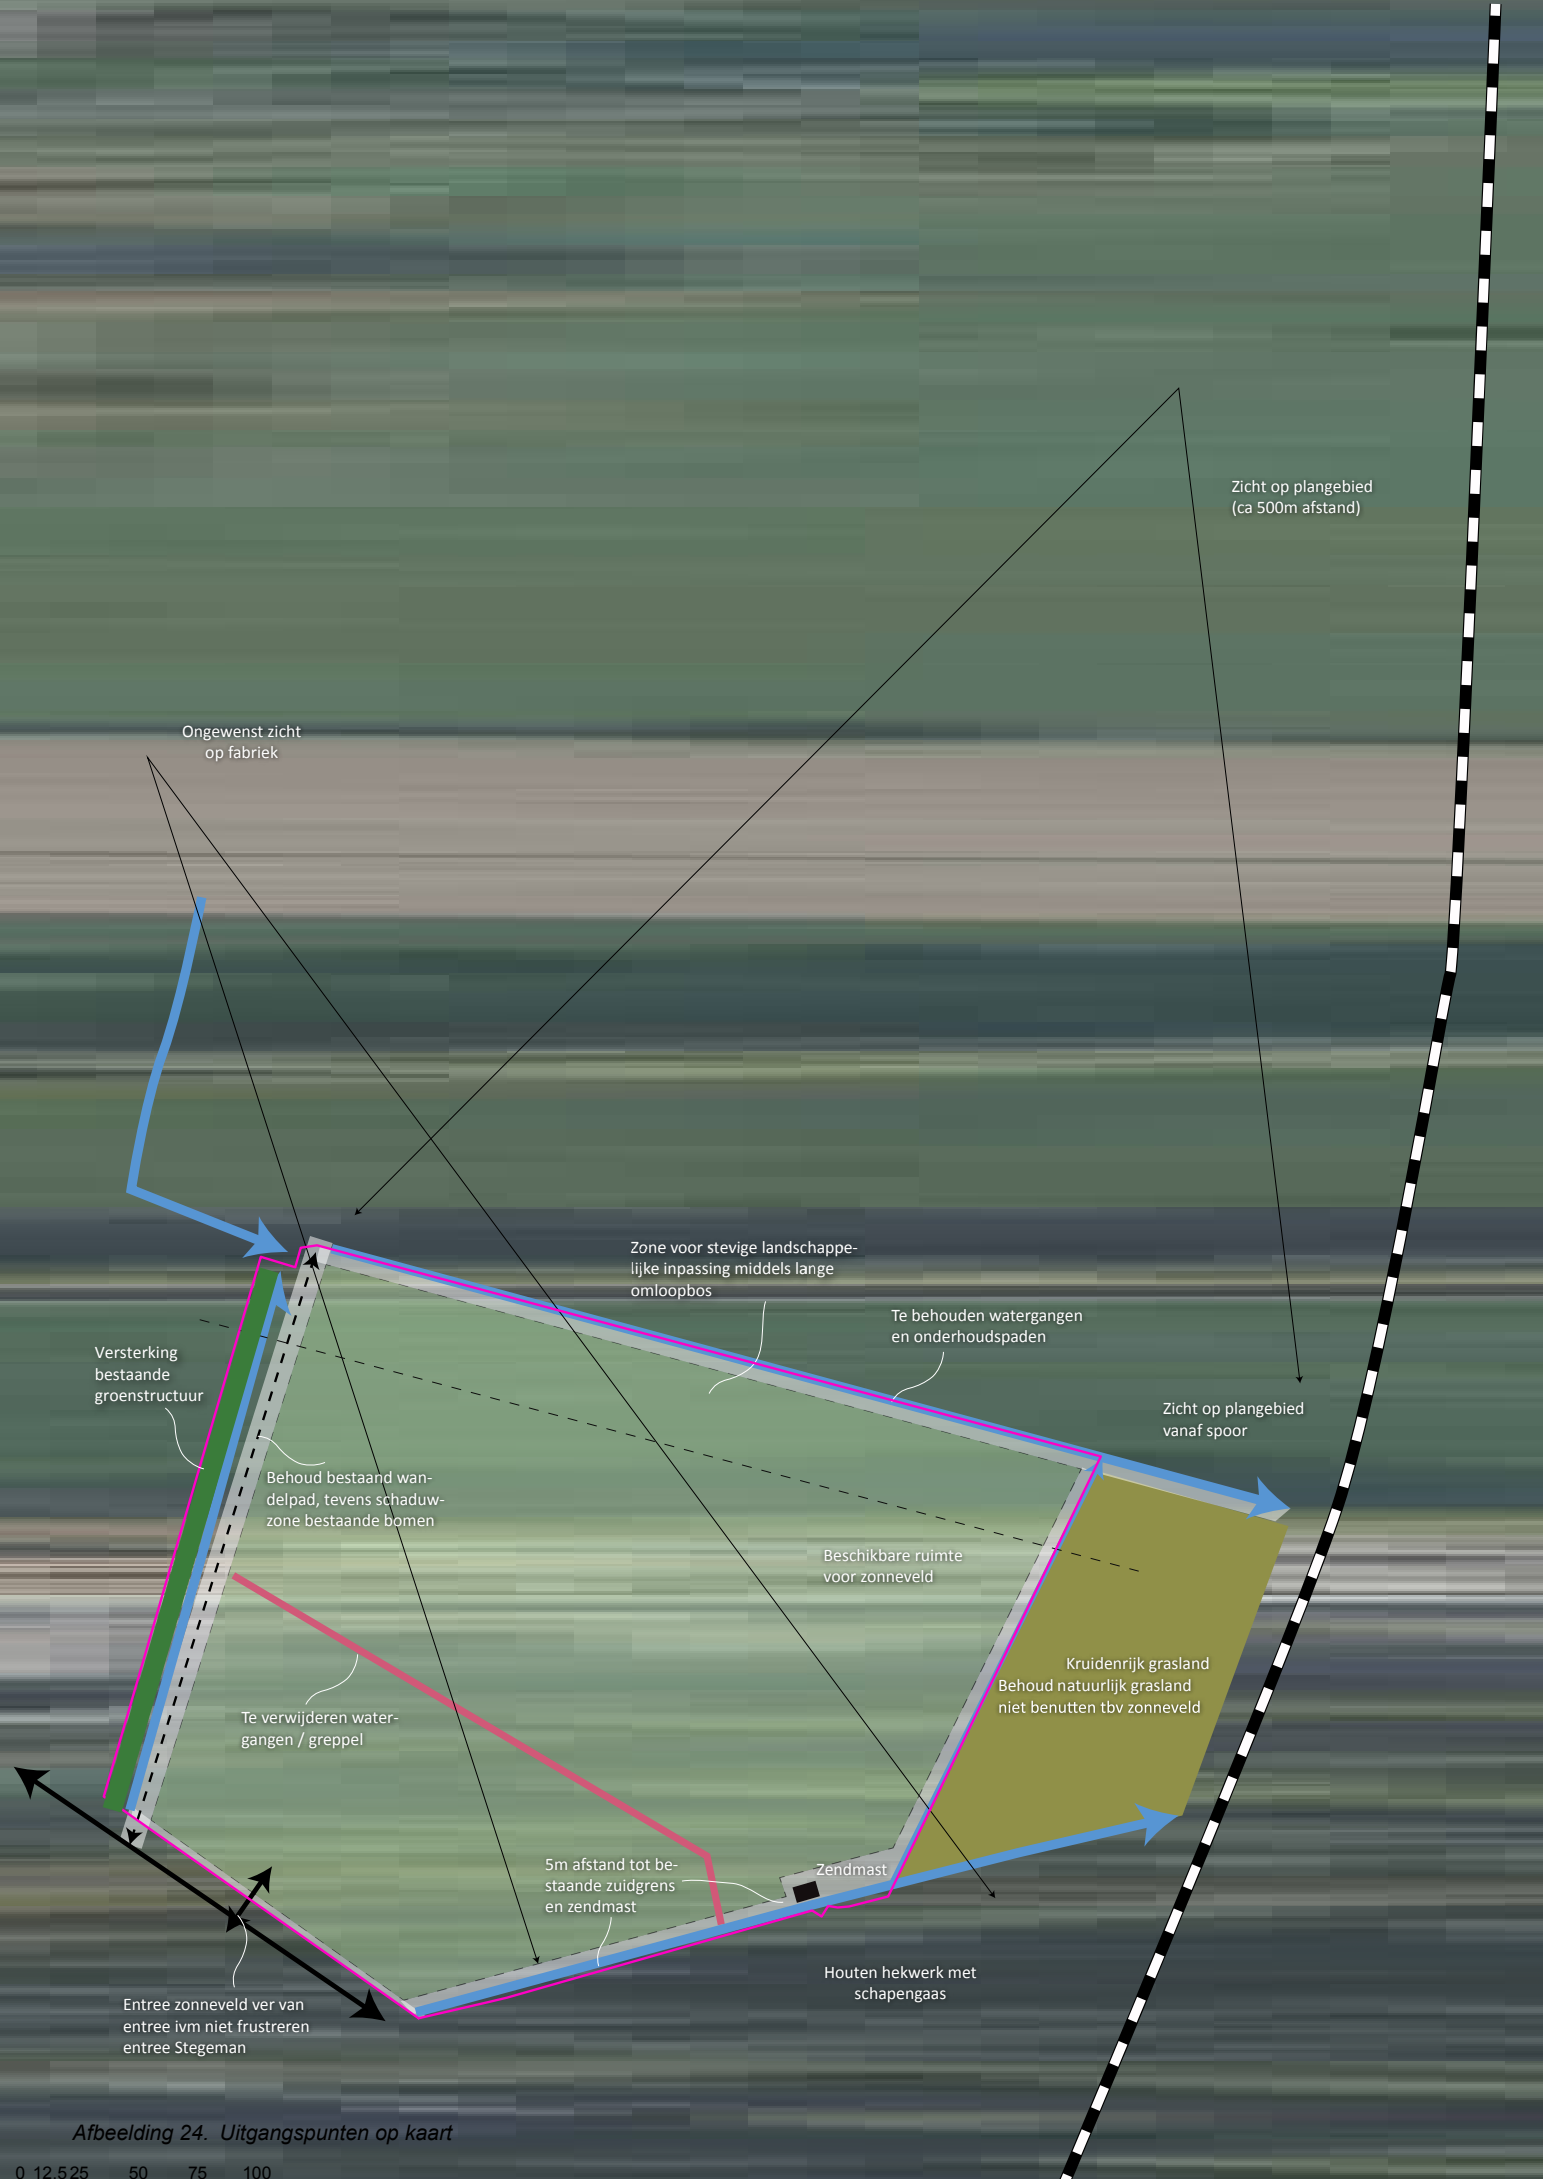 Zicht op plangebied
(ca 500m afstand)
Ongewenst zicht
op fabriek
Zone voor stevige landschappe-
lijke inpassing middels lange
omloopbos
Te behouden watergangen
en onderhoudspaden
Versterking
bestaande
groenstructuur
Zicht op plangebied
vanaf spoor
Behoud bestaand wan-
delpad, tevens schaduw-
zone bestaande bomen
Beschikbare ruimte
voor zonneveld
Kruidenrijk grasland
Behoud natuurlijk grasland
niet benutten tbv zonneveld
Te verwijderen water-
gangen / greppel
5m afstand tot be-
staande zuidgrens
en zendmast
Zendmast
Houten hekwerk met
schapengaas
Entree zonneveld ver van
entree ivm niet frustreren
entree Stegeman
Afbeelding 24. Uitgangspunten op kaart
0 12,5 25 50 75 100